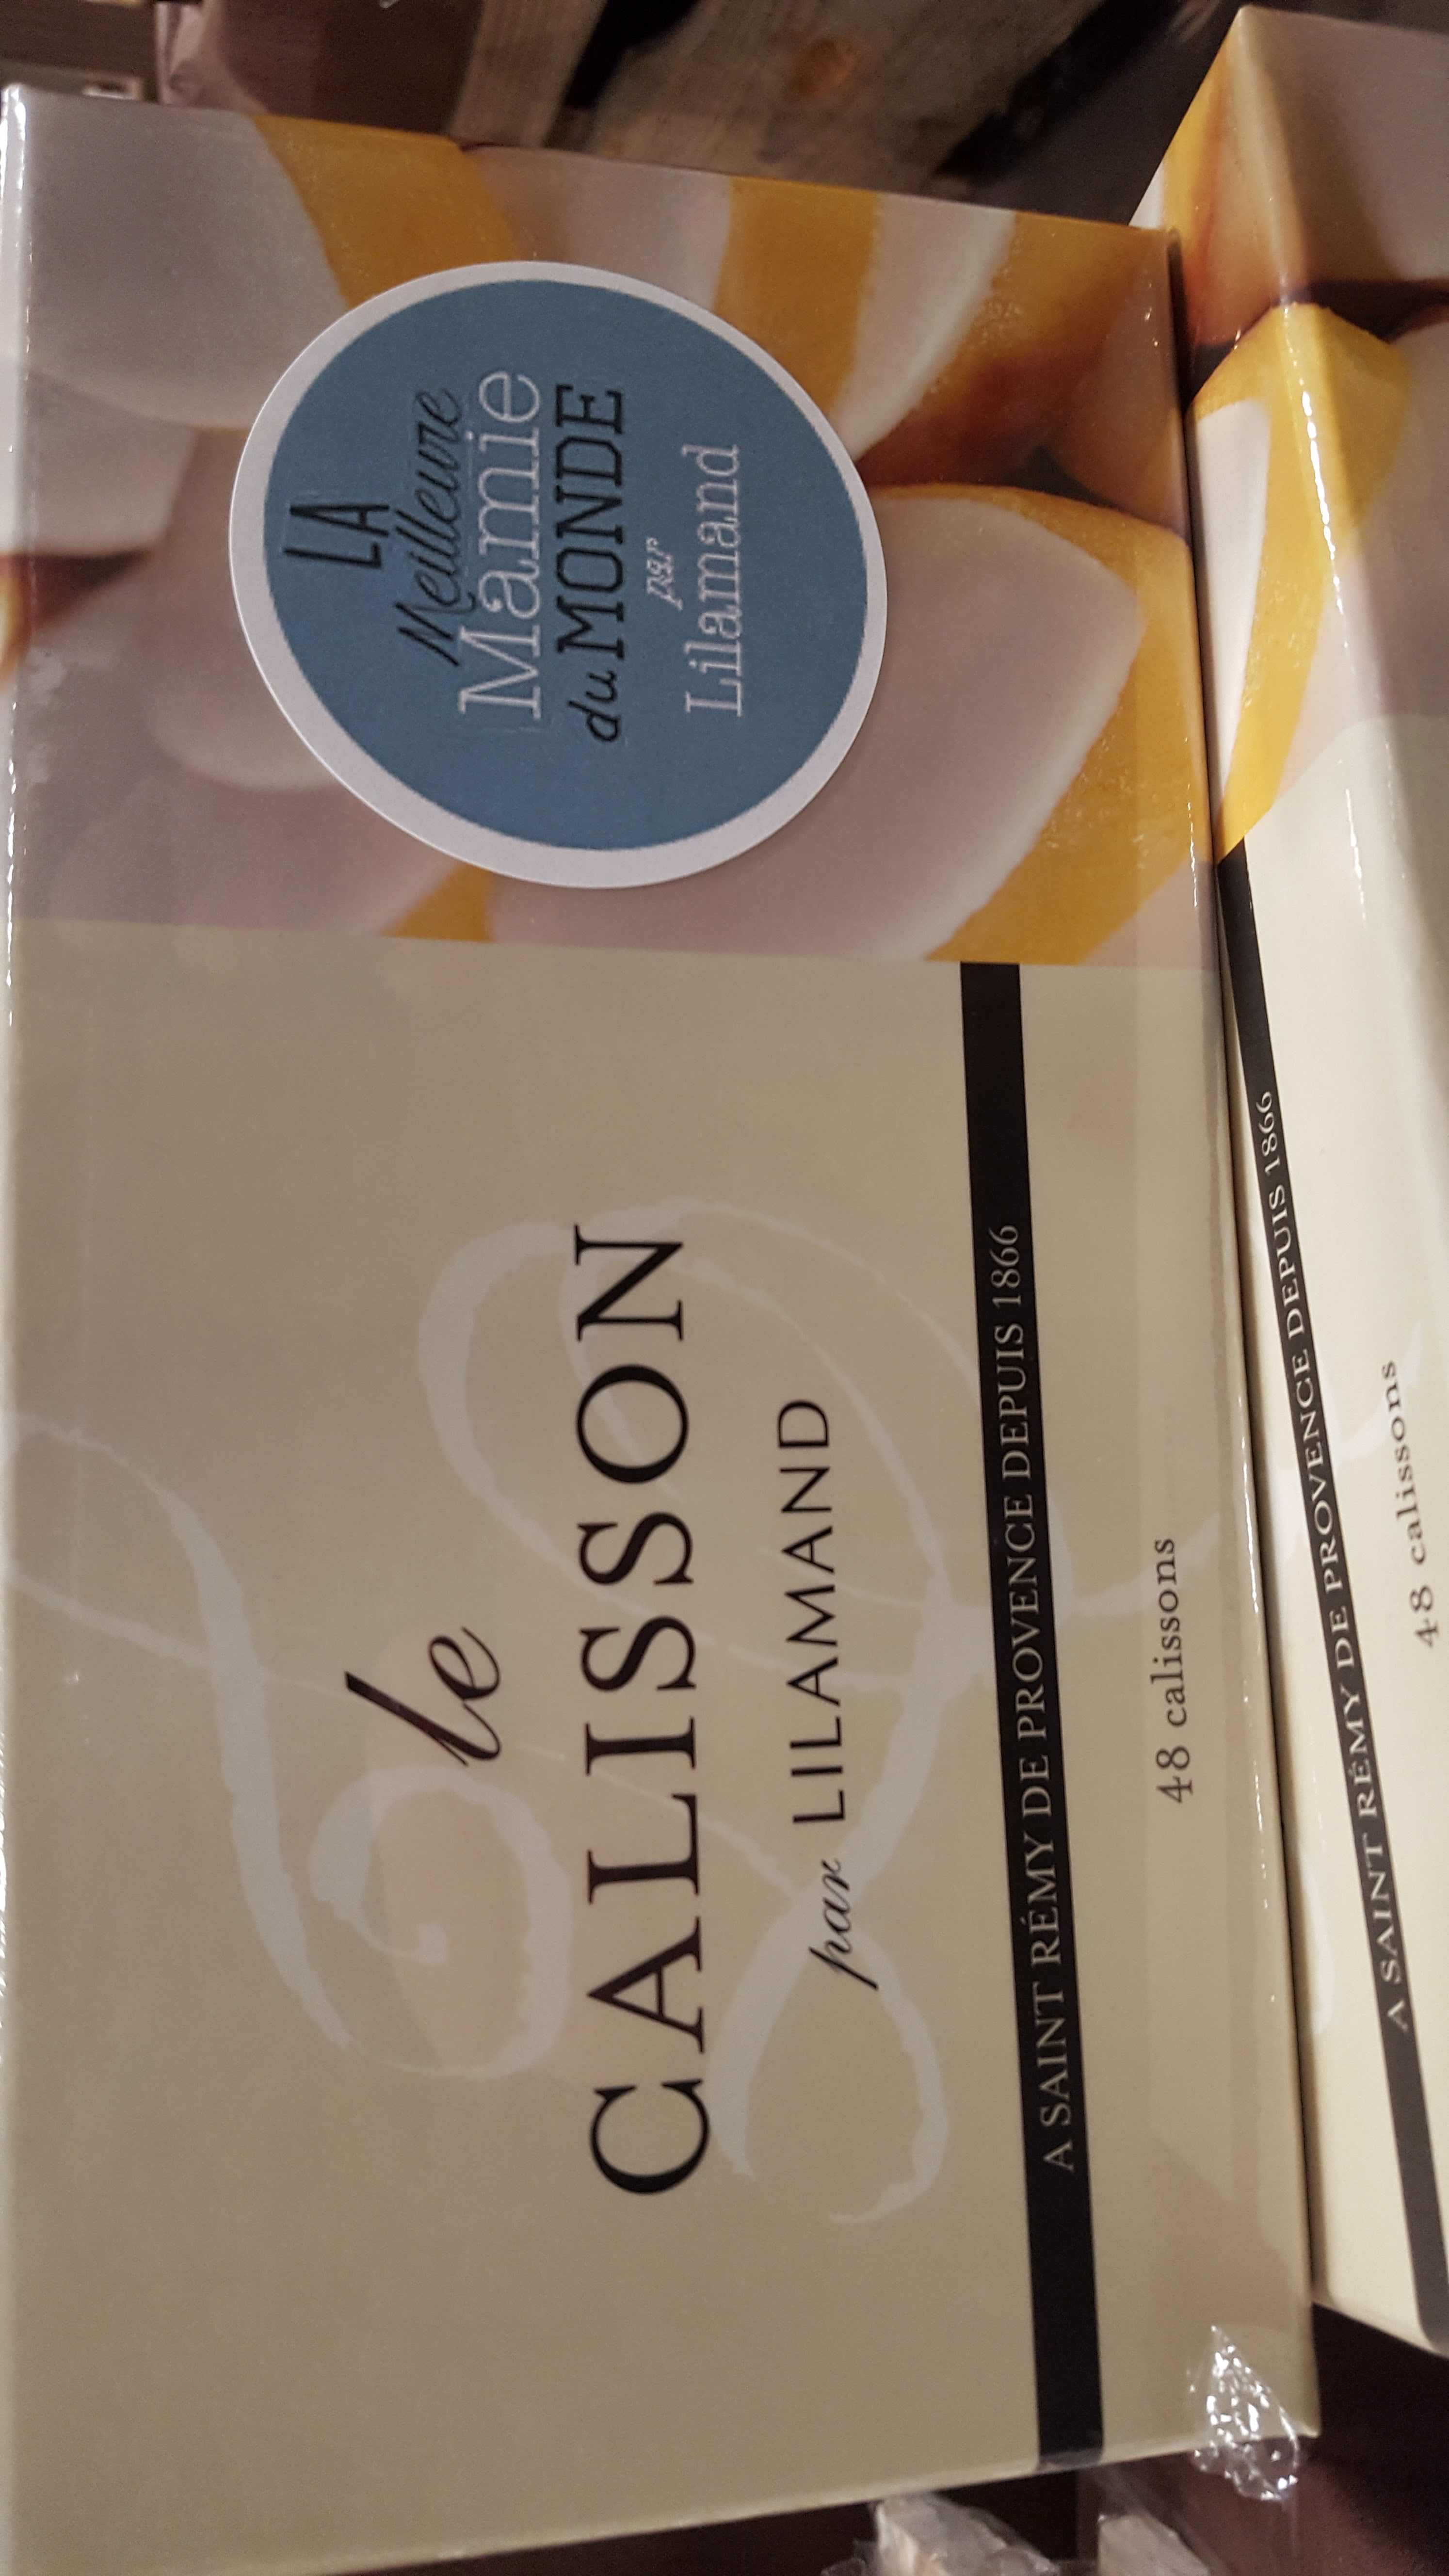 LA
Meilleure
Mamie
du MONDE
par
Lilamand
le
CALISSON
par LILAMAND
A SAINT RÉMY DE PROVENCE DEPUIS 1866
48 calissons
A SAINT RÉMY DE PROVENCE DEPUIS 1866
48 calissons